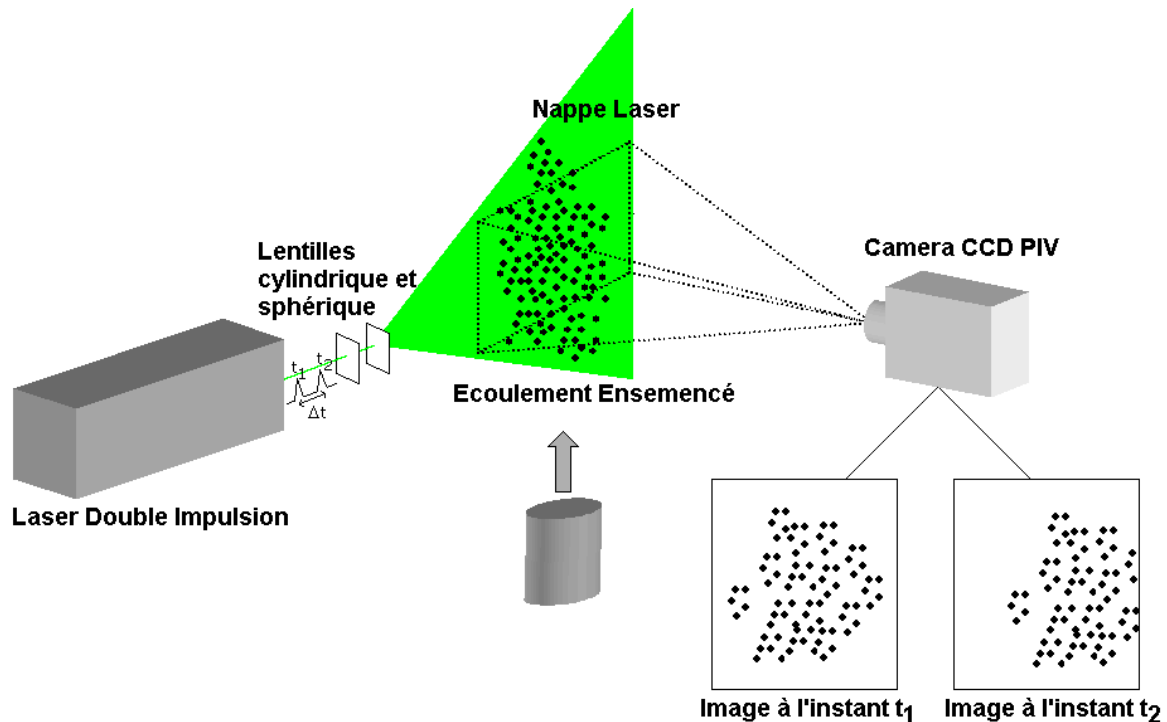 Nappe Laser
Lentilles
cylindrique et
sphérique
Camera CCD PIV
t1
t2
Δt
Ecoulement Ensemencé
Laser Double Impulsion
Image à l'instant t1
Image à l'instant t2